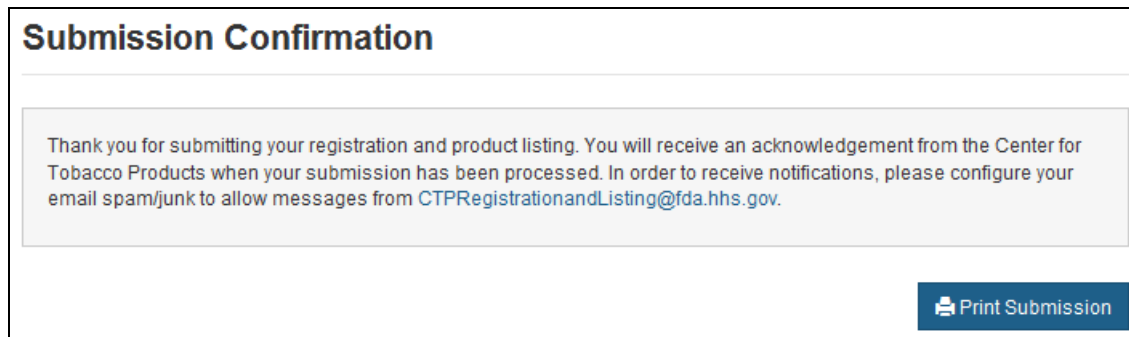 Submission Confirmation
Thank you for submitting your registration and product listing. You will receive an acknowledgement from the Center for
Tobacco Products when your submission has been processed. In order to receive notifications, please configure your
email spam/junk to allow messages from CTPRegistrationandListing@fda.hhs.gov.
Print Submission